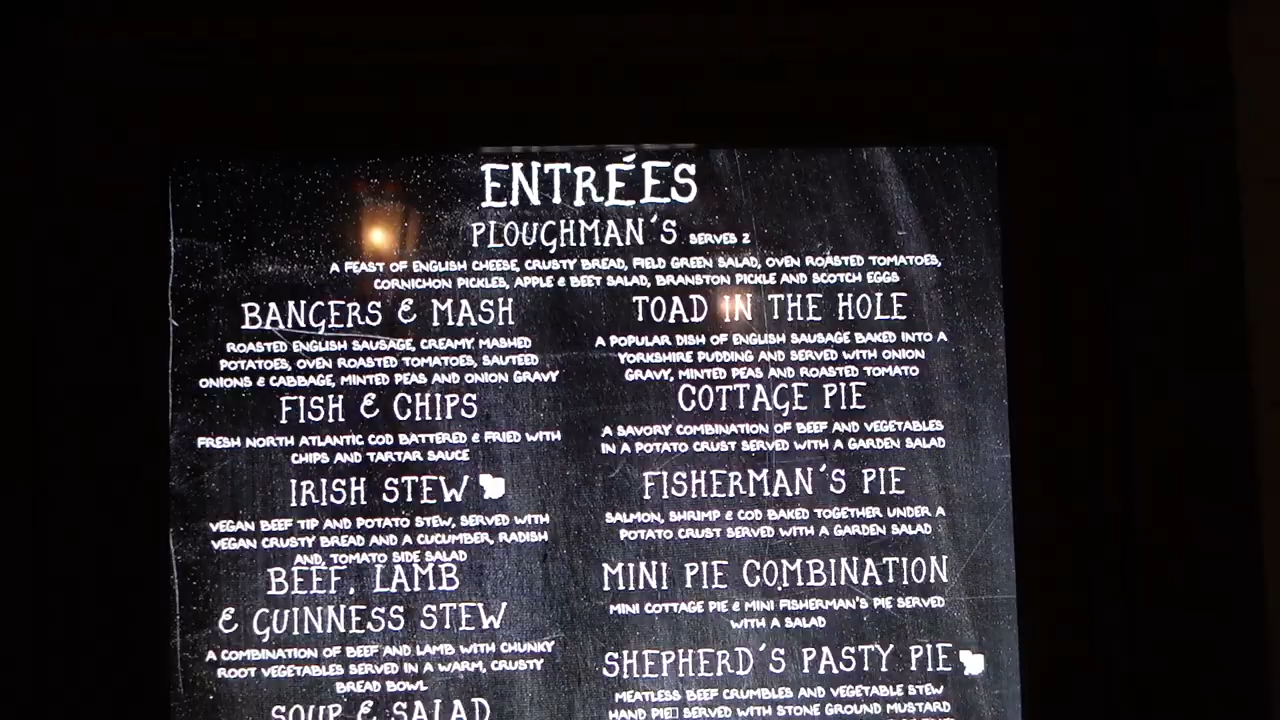 ENTRÉES
PLOUGHMAN'S SERVES 2
A FEAST OF ENGLISH CHEESE, CRUSTY BREAD, FIELD GREEN SALAD, OVEN ROASTED TOMATOES,
CORNICHON PICKLES, APPLE & BEET SALAD, BRANSTON PICKLE AND SCOTCH EGGS
BANGERS & MASH
ROASTED ENGLISH SAUSAGE, CREAMY MASHED
POTATOES, OVEN ROASTED TOMATOES, SAUTEED
ONIONS & CABBAGE, MINTED PEAS AND ONION GRAVY
FISH & CHIPS
FRESH NORTH ATLANTIC COD BATTERED & FRIED WITH
CHIPS AND TARTAR SAUCE
IRISH STEW
VEGAN BEEF TIP AND POTATO STEW, SERVED WITH
VEGAN CRUSTY BREAD AND A CUCUMBER, RADISH
AND, TOMATO SIDE SALAD
BEEF, LAMB
& GUINNESS STEW
A COMBINATION OF BEEF AND LAMB WITH CHUNKY
ROOT VEGETABLES SERVED IN A WARM, CRUSTY
BREAD BOWL
SOUP & SALAD
TOAD IN THE HOLE
A POPULAR DISH OF ENGLISH SAUSAGE BAKED INTO A
YORKSHIRE PUDDING AND SERVED WITH ONION
GRAVY, MINTED PEAS AND ROASTED TOMATO
COTTAGE PIE
A SAVORY COMBINATION OF BEEF AND VEGETABLES
IN A POTATO CRUST SERVED WITH A GARDEN SALAD
FISHERMAN'S PIE
SALMON, SHRIMP & COD BAKED TOGETHER UNDER A
POTATO CRUST SERVED WITH A GARDEN SALAD
MINI PIE COMBINATION
MINI COTTAGE PIE & MINI FISHERMAN'S PIE SERVED
WITH A SALAD
SHEPHERD'S PASTY PIE
MEATLESS BEEF CRUMBLES AND VEGETABLE STEW
HAND PIE▯ SERVED WITH STONE GROUND MUSTARD